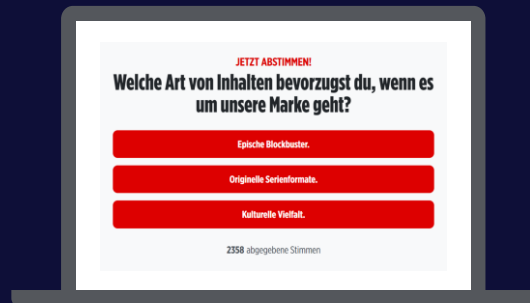 JETZT ABSTIMMEN!
Welche Art von Inhalten bevorzugst du, wenn es
um unsere Marke geht?
Epische Blockbuster.
Originelle Serienformate.
Kulturelle Vielfalt.
2358 abgegebene Stimmen